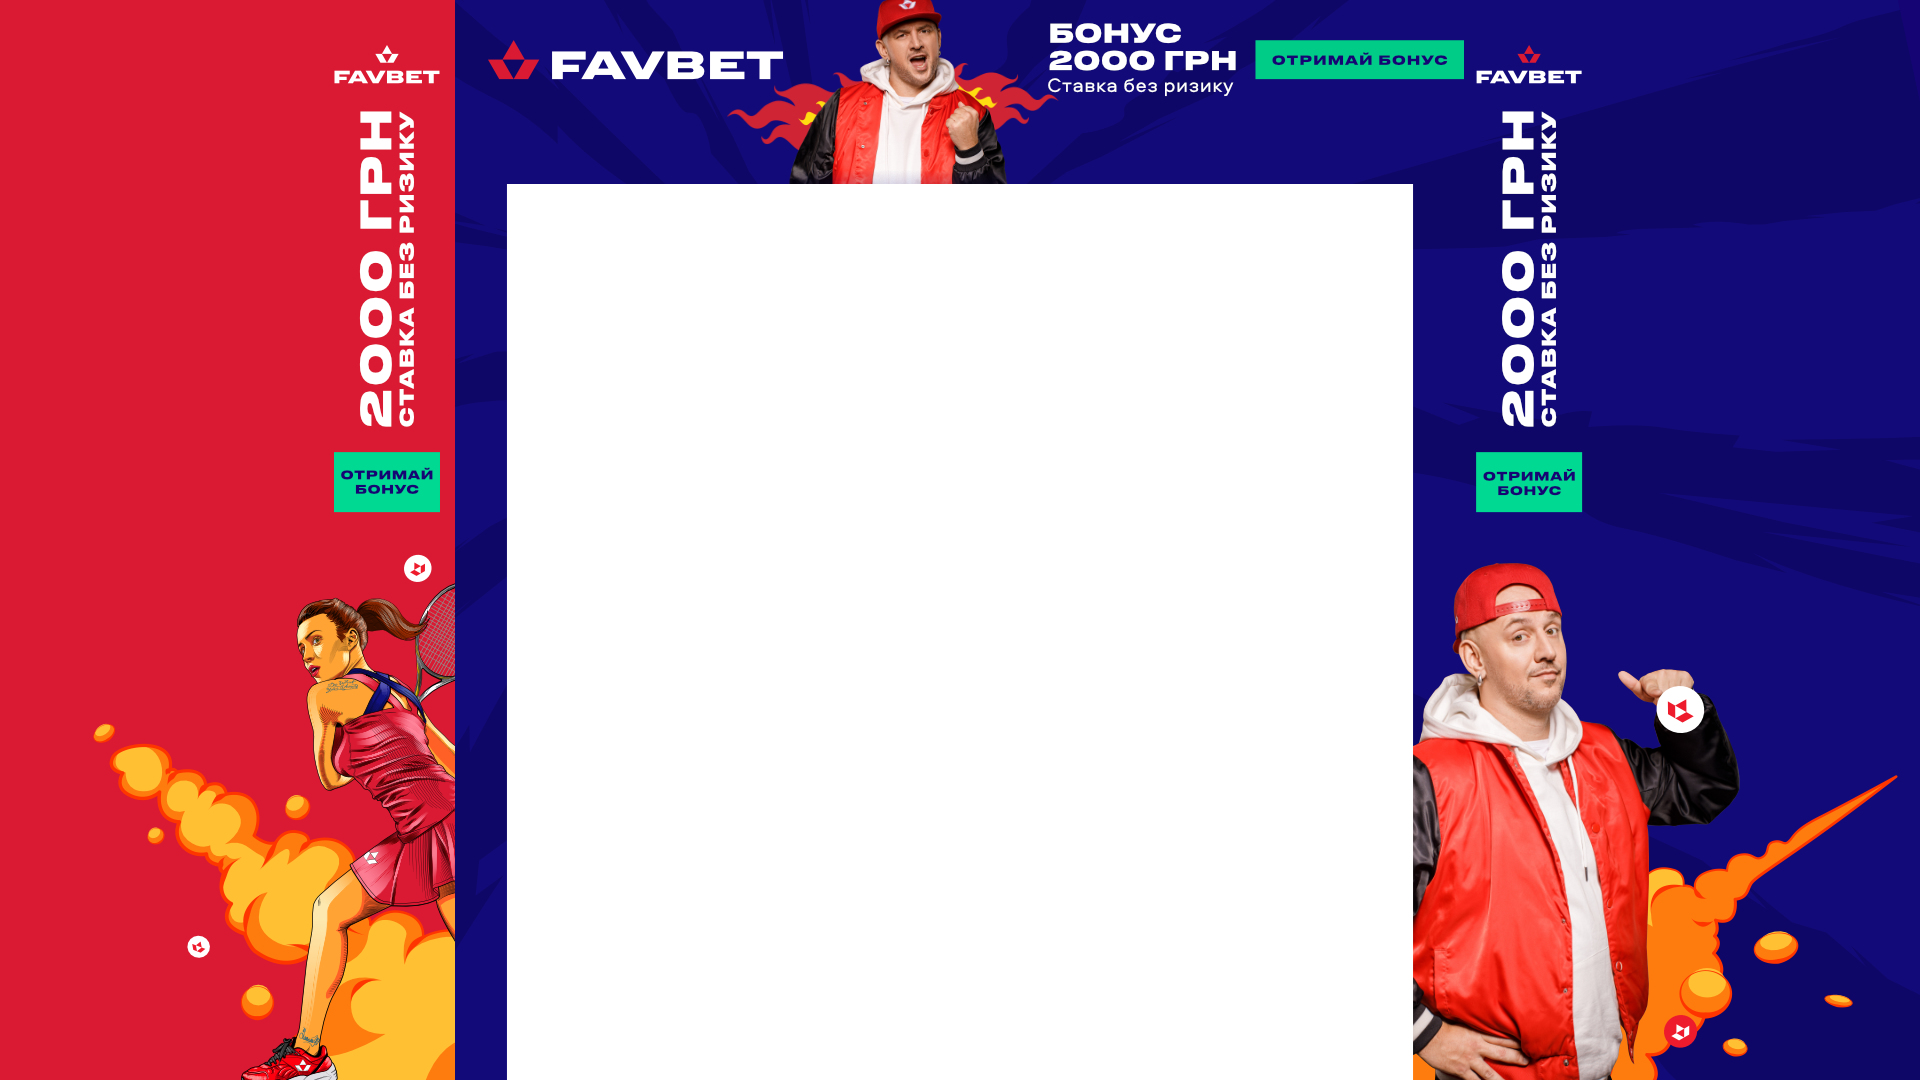 FAVBET
2000 ГРН
СТАВКА БЕЗ РИЗИКУ
ОТРИМАЙ
БОНУС
FAVBET
БОНУС
2000 ГРН
Ставка без ризику
ОТРИМАЙ БОНУС
FAVBET
2000 ГРН
СТАВКА БЕЗ РИЗИКУ
ОТРИМАЙ
БОНУС